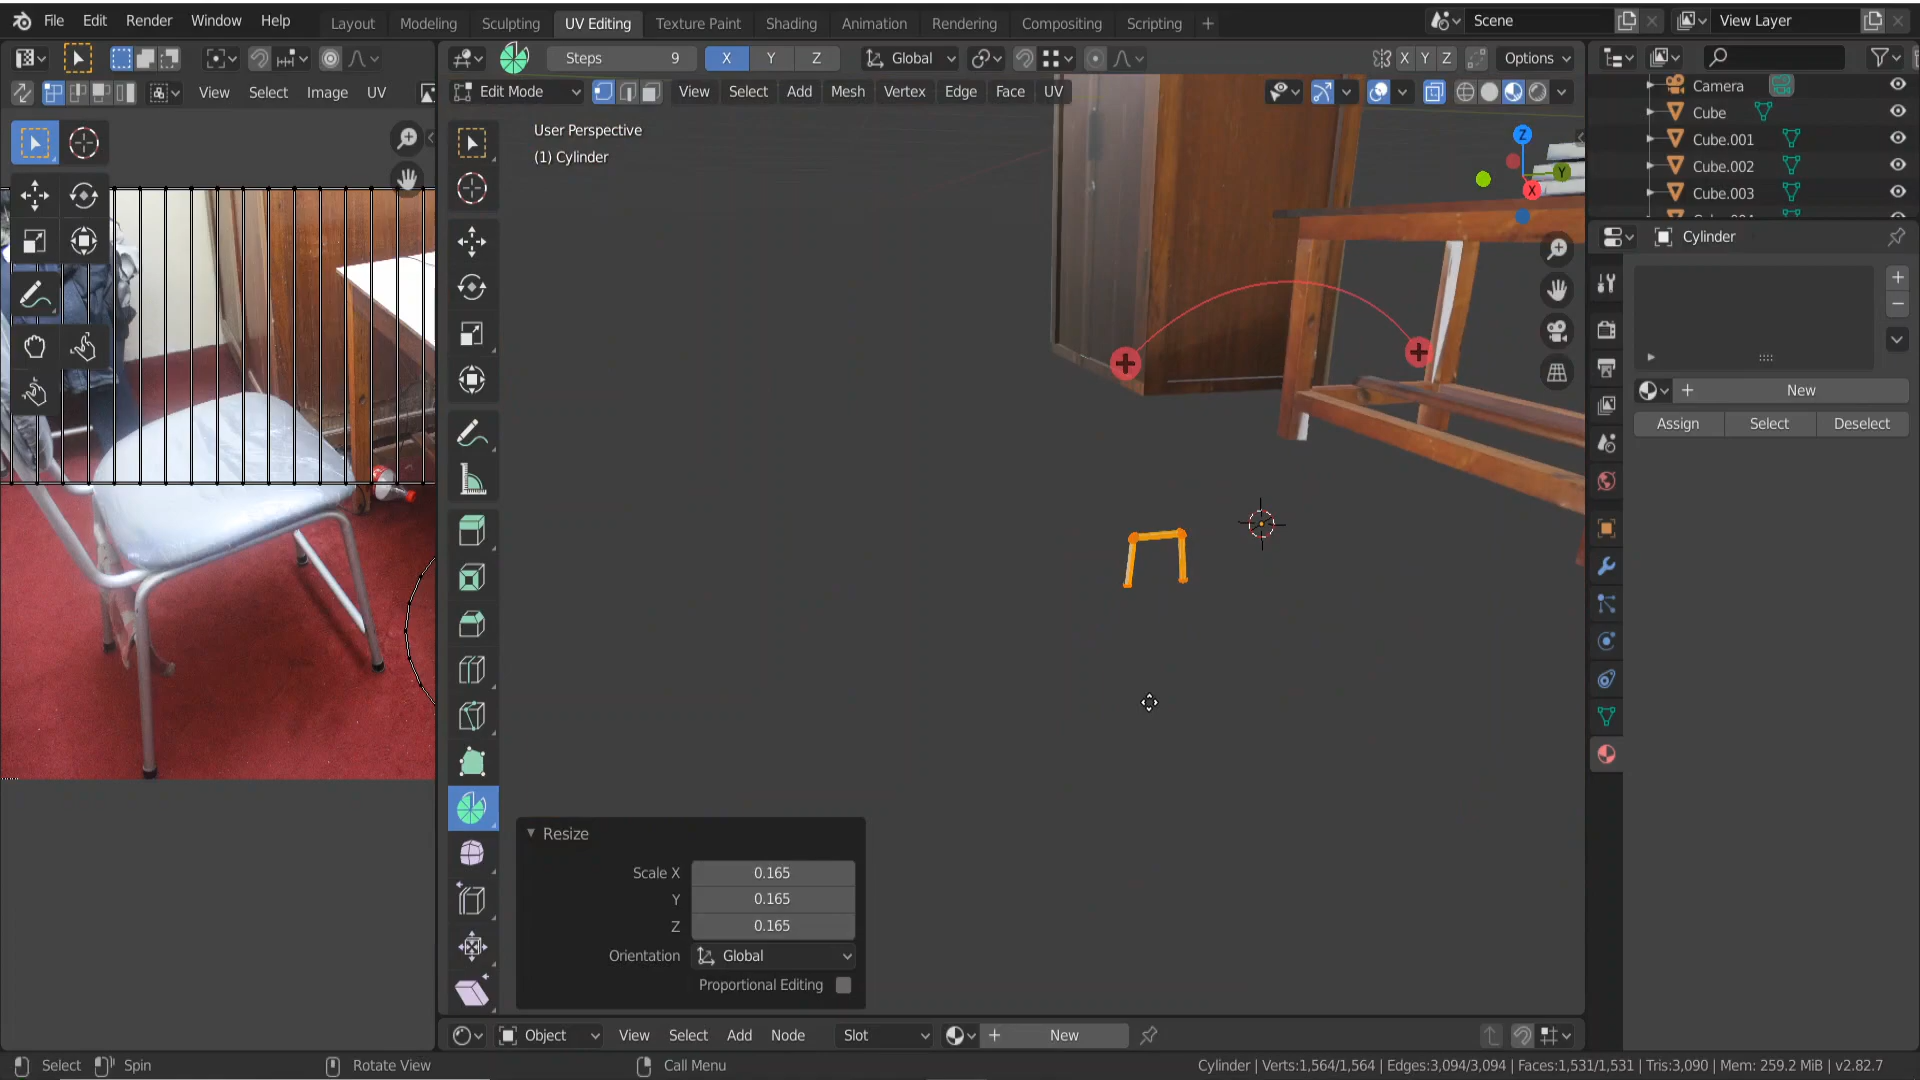 File Edit Render Window Help
Layout Modeling Sculpting UV Editing Texture Paint Shading Animation Rendering Compositing Scripting +
Scene
View Layer
Steps 9 X Y Z Global X Y Z Options
View Select Image UV
Edit Mode View Select Add Mesh Vertex Edge Face UV
User Perspective
(1) Cylinder
Z
Y
X
Camera
Cube
Cube.001
Cube.002
Cube.003
Cylinder
New
Assign Select Deselect
Resize
Scale X 0.165
Y 0.165
Z 0.165
Orientation Global
Proportional Editing
Object View Select Add Node Slot New
Select Spin Rotate View Call Menu
Cylinder | Verts:1,564/1,564 | Edges:3,094/3,094 | Faces:1,531/1,531 | Tris:3,090 | Mem: 259.2 MiB | v2.82.7